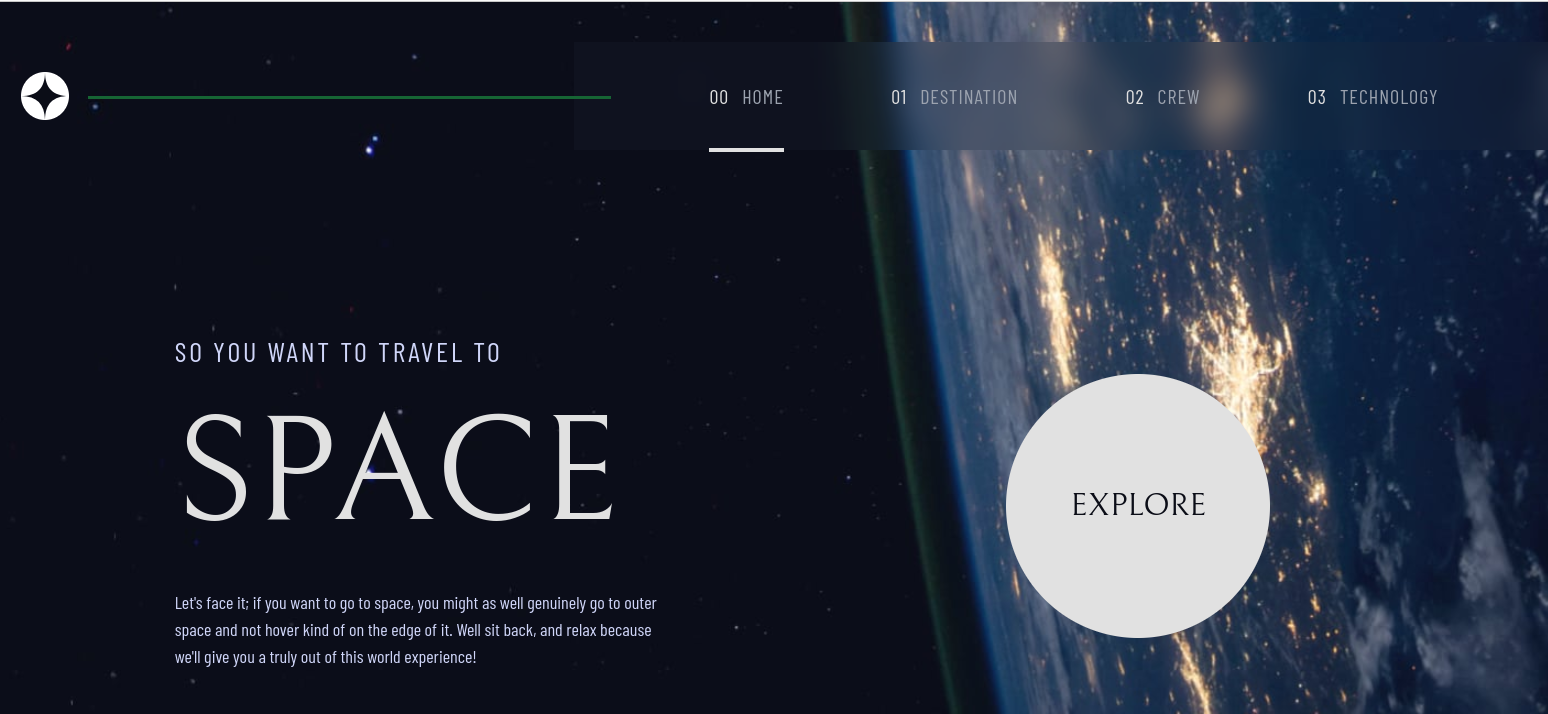 00 HOME 01 DESTINATION 02 CREW 03 TECHNOLOGY
SO YOU WANT TO TRAVEL TO
SPACE
EXPLORE
Let's face it; if you want to go to space, you might as well genuinely go to outer
space and not hover kind of on the edge of it. Well sit back, and relax because
we'll give you a truly out of this world experience!